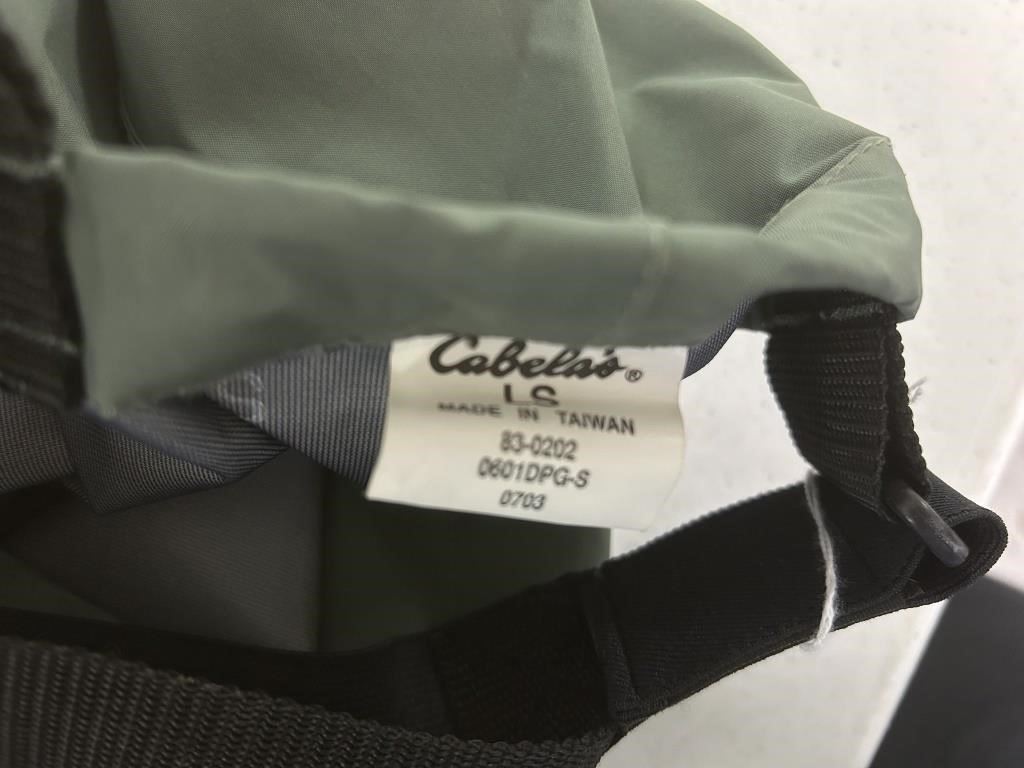 Cabela's®
LS
MADE IN TAIWAN
83-0202
0601DPG-S
0703